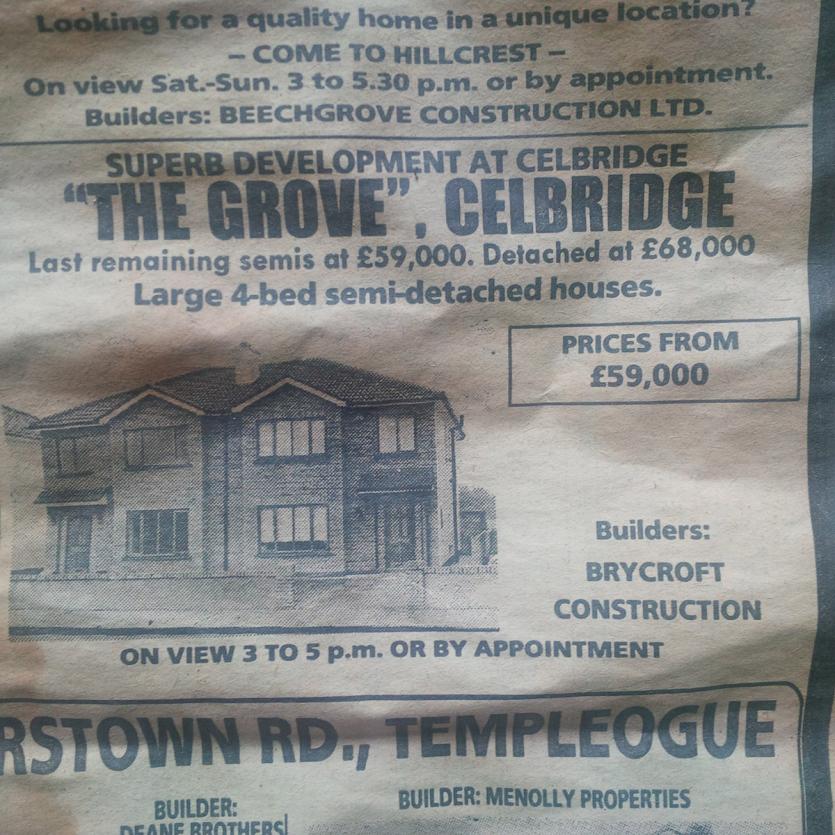 Looking for a quality home in a unique location?
– COME TO HILLCREST –
On view Sat.-Sun. 3 to 5.30 p.m. or by appointment.
Builders: BEECHGROVE CONSTRUCTION LTD.
SUPERB DEVELOPMENT AT CELBRIDGE
“THE GROVE”, CELBRIDGE
Last remaining semis at £59,000. Detached at £68,000
Large 4-bed semi-detached houses.
PRICES FROM
£59,000
Builders:
BRYCROFT
CONSTRUCTION
ON VIEW 3 TO 5 p.m. OR BY APPOINTMENT
RSTOWN RD., TEMPLEOGUE
BUILDER:
DEANE BROTHERS
BUILDER: MENOLLY PROPERTIES